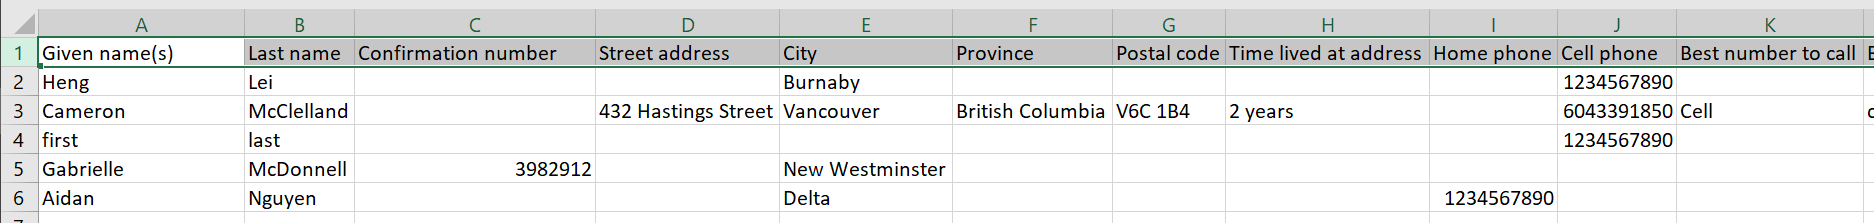 A B C D E F G H I J K
1 Given name(s) Last name Confirmation number Street address City Province Postal code Time lived at address Home phone Cell phone Best number to call
2 Heng Lei Burnaby 1234567890
3 Cameron McClelland 432 Hastings Street Vancouver British Columbia V6C 1B4 2 years 6043391850 Cell
4 first last 1234567890
5 Gabrielle McDonnell 3982912 New Westminster
6 Aidan Nguyen Delta 1234567890